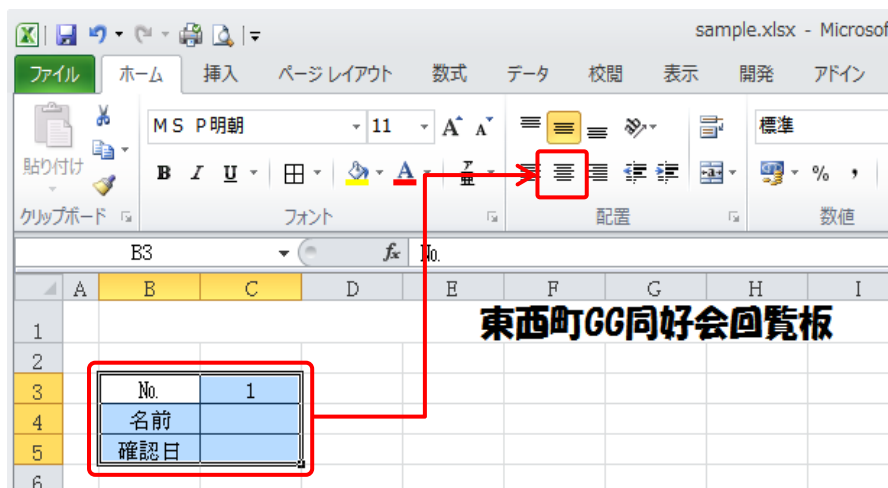 sample.xlsx - Microsof
ファイル ホーム 挿入 ページ レイアウト 数式 データ 校閲 表示 開発 アドイン
ＭＳ Ｐ明朝 11 標準
貼り付け B I U A %
クリップボード フォント 配置 数値
B3 fx No.
A B C D E F G H I
1 東西町GG同好会回覧板
2
3 No. 1
4 名前
5 確認日
6